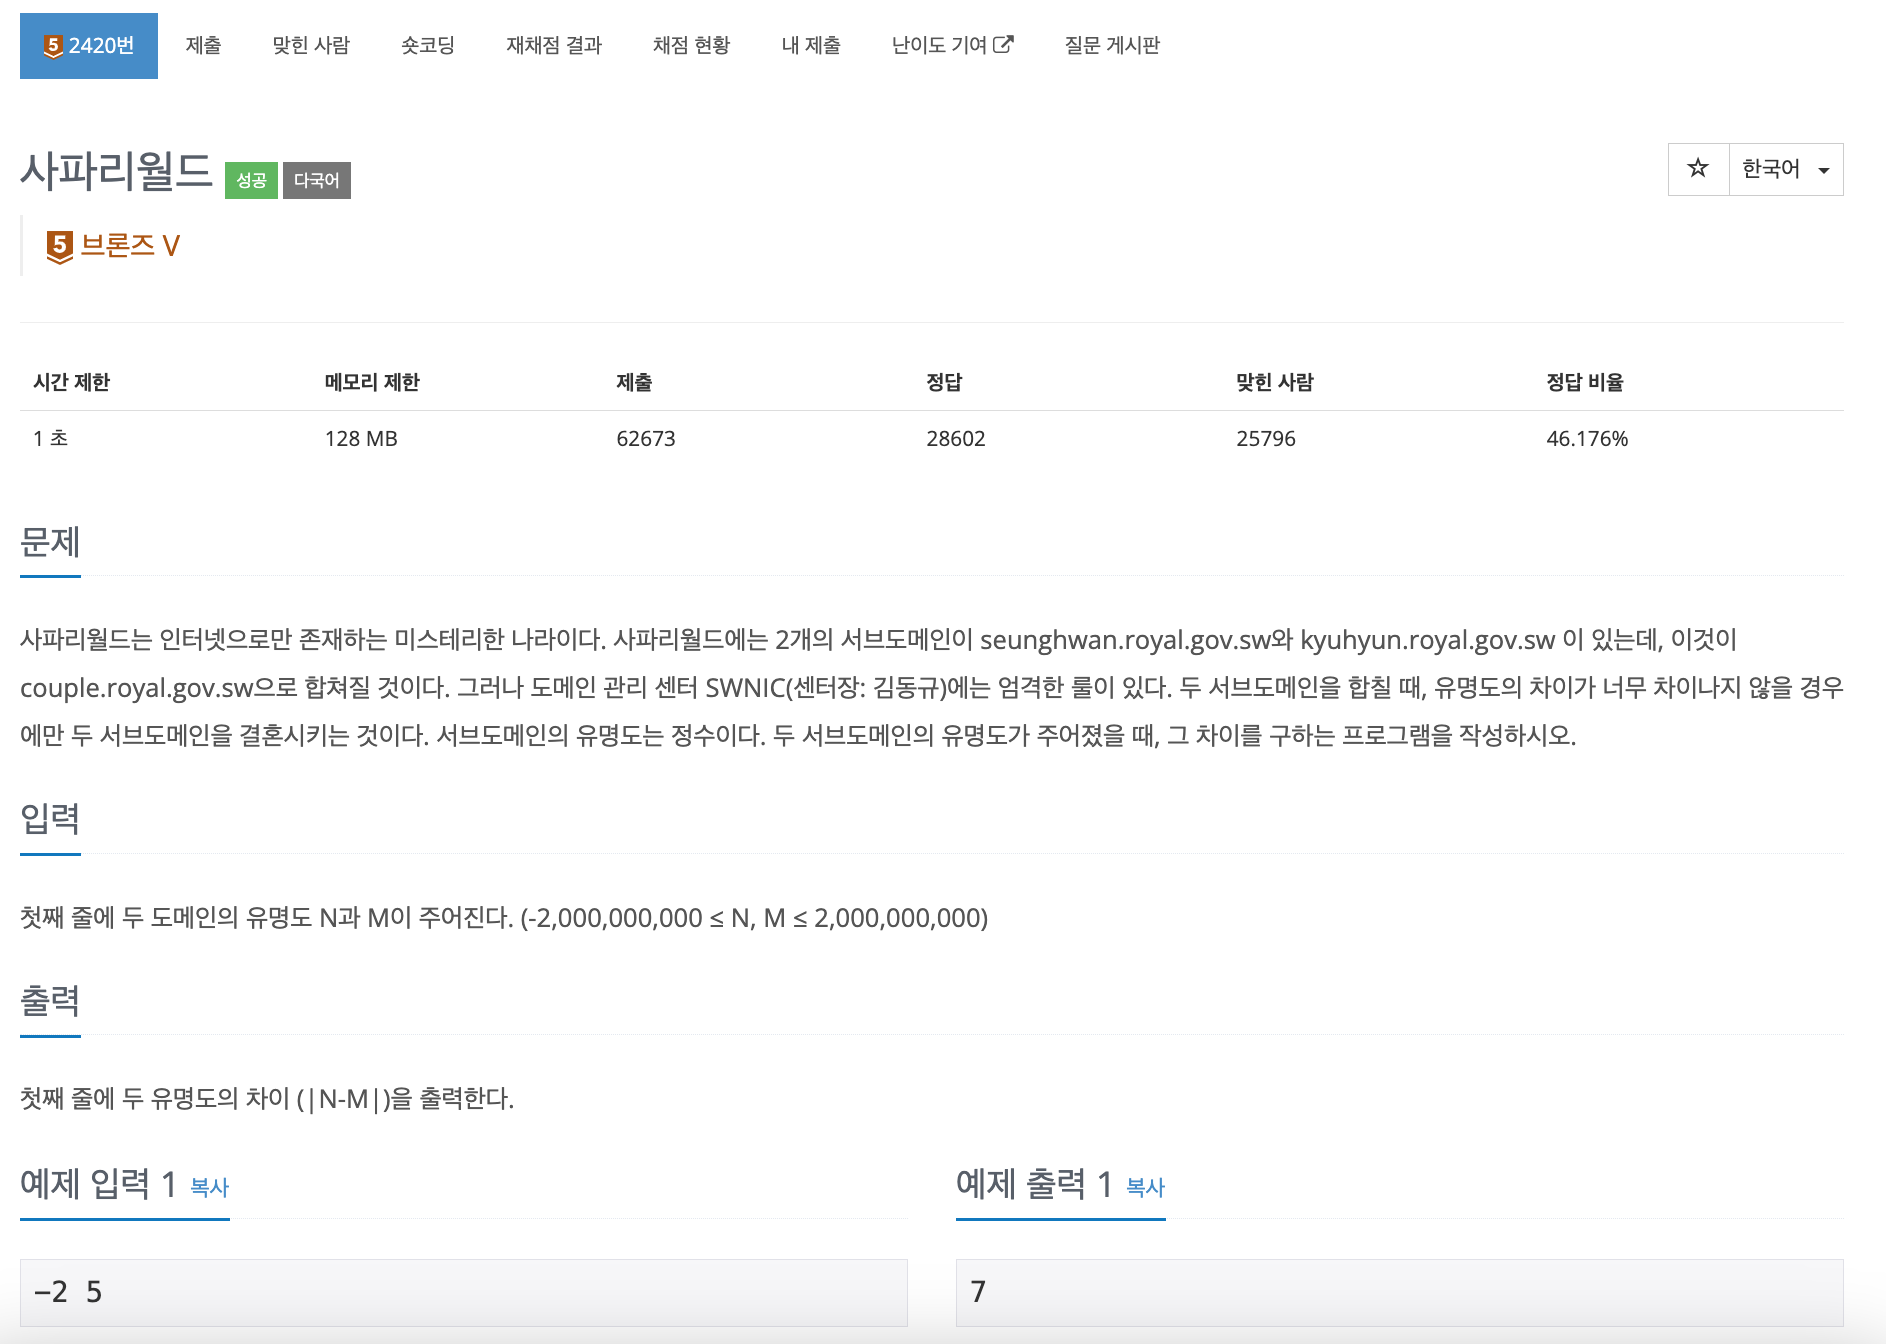 5 2420번 제출 맞힌 사람 숏코딩 재채점 결과 채점 현황 내 제출 난이도 기여 질문 게시판
사파리월드 성공 다국어 ☆ 한국어
5 브론즈 V
시간 제한 메모리 제한 제출 정답 맞힌 사람 정답 비율
1 초 128 MB 62673 28602 25796 46.176%
문제
사파리월드는 인터넷으로만 존재하는 미스테리한 나라이다. 사파리월드에는 2개의 서브도메인이 seunghwan.royal.gov.sw와 kyuhyun.royal.gov.sw 이 있는데, 이것이
couple.royal.gov.sw으로 합쳐질 것이다. 그러나 도메인 관리 센터 SWNIC(센터장: 김동규)에는 엄격한 룰이 있다. 두 서브도메인을 합칠 때, 유명도의 차이가 너무 차이나지 않을 경우
에만 두 서브도메인을 결혼시키는 것이다. 서브도메인의 유명도는 정수이다. 두 서브도메인의 유명도가 주어졌을 때, 그 차이를 구하는 프로그램을 작성하시오.
입력
첫째 줄에 두 도메인의 유명도 N과 M이 주어진다. (-2,000,000,000 ≤ N, M ≤ 2,000,000,000)
출력
첫째 줄에 두 유명도의 차이 (|N-M|)을 출력한다.
예제 입력 1 복사 예제 출력 1 복사
-2 5 7